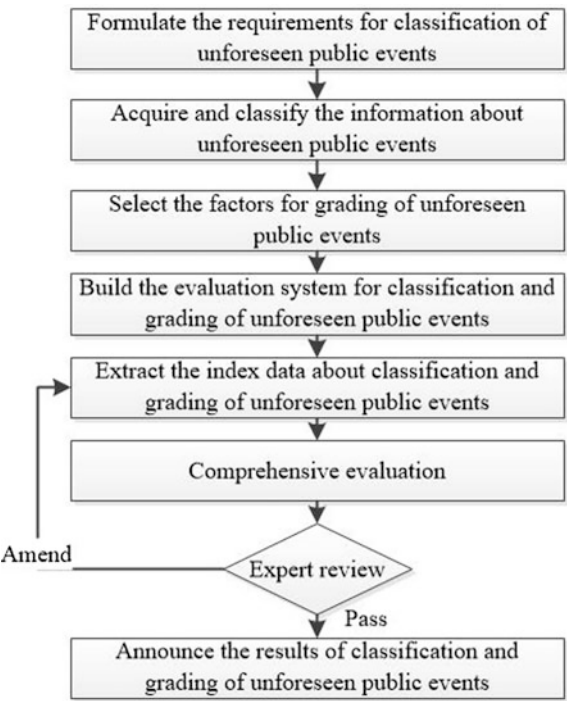 Formulate the requirements for classification of
unforeseen public events
Acquire and classify the information about
unforeseen public events
Select the factors for grading of unforeseen
public events
Build the evaluation system for classification and
grading of unforeseen public events
Extract the index data about classification and
grading of unforeseen public events
Comprehensive evaluation
Amend
Expert review
Pass
Announce the results of classification and
grading of unforeseen public events